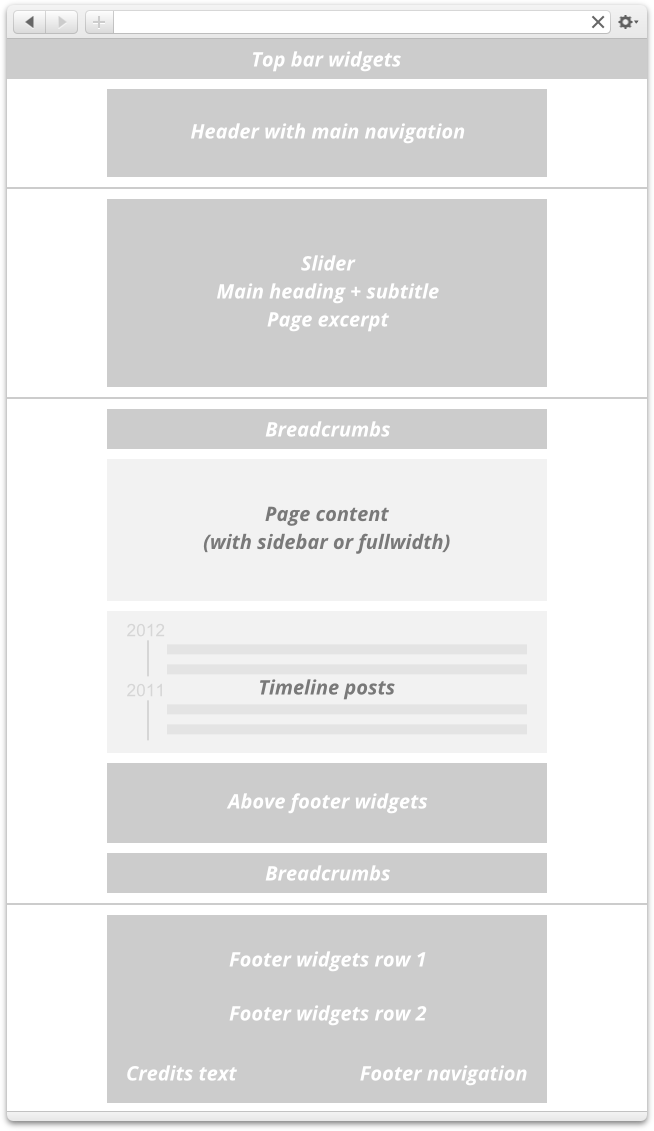 Top bar widgets
Header with main navigation
Slider
Main heading + subtitle
Page excerpt
Breadcrumbs
Page content
(with sidebar or fullwidth)
2012
Timeline posts
2011
Above footer widgets
Breadcrumbs
Footer widgets row 1
Footer widgets row 2
Credits text
Footer navigation